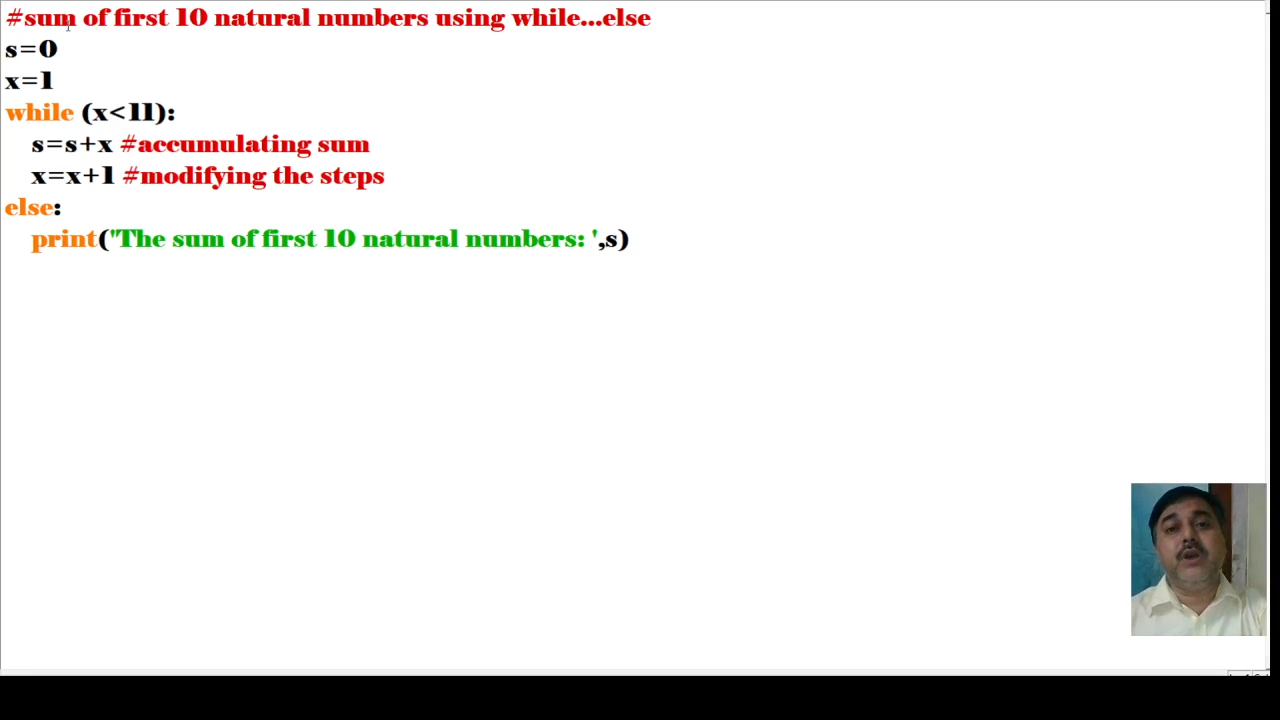 #sum of first 10 natural numbers using while...else
s=0
x=1
while (x<11):
    s=s+x #accumulating sum
    x=x+1 #modifying the steps
else:
    print('The sum of first 10 natural numbers: ',s)